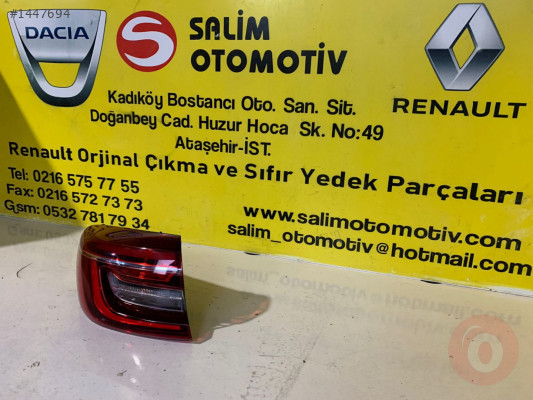 #1447694
DACIA
S
SALİM
OTOMOTİV
RENAULT
Kadıköy Bostancı Oto. San. Sit.
Doğanbey Cad. Huzur Hoca Sk. No:49
Ataşehir-İST.
Renault Orjinal Çıkma ve Sıfır Yedek Parçaları
Tel: 0216 575 77 55
Fax: 0216 572 73 73
Gsm: 0532 781 79 34
www.salimotomotiv.com
salim_otomotiv@hotmail.com